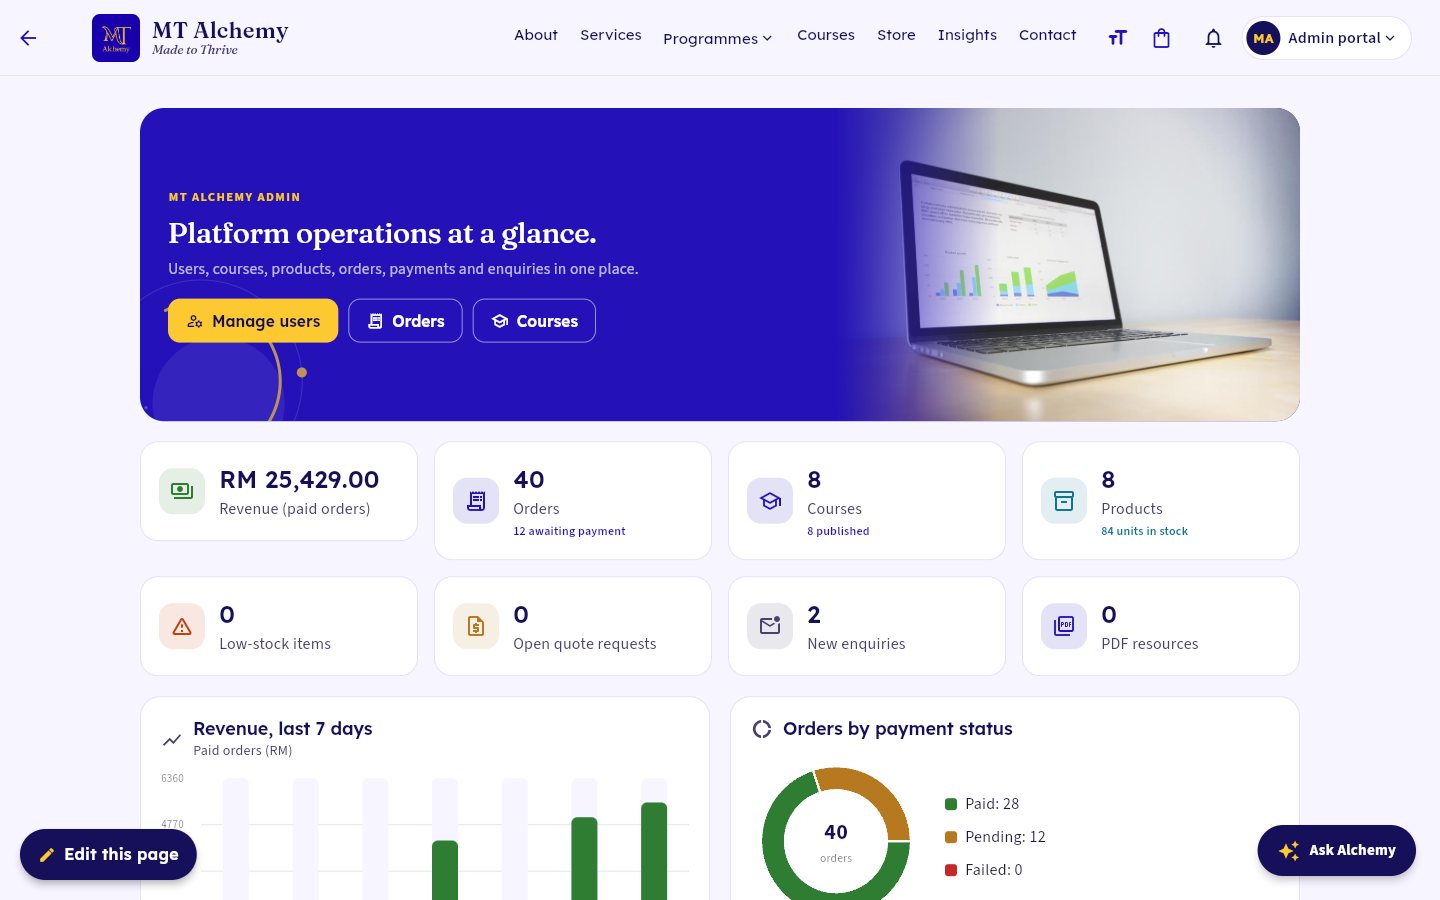 MT
Alchemy
MT Alchemy
Made to Thrive
About
Services
Programmes
Courses
Store
Insights
Contact
MA
Admin portal
MT ALCHEMY ADMIN
Platform operations at a glance.
Users, courses, products, orders, payments and enquiries in one place.
Manage users
Orders
Courses
RM 25,429.00
Revenue (paid orders)
40
Orders
12 awaiting payment
8
Courses
8 published
8
Products
84 units in stock
0
Low-stock items
0
Open quote requests
2
New enquiries
PDF
0
PDF resources
Revenue, last 7 days
Paid orders (RM)
6360
4770
Orders by payment status
40
orders
Paid: 28
Pending: 12
Failed: 0
Edit this page
Ask Alchemy